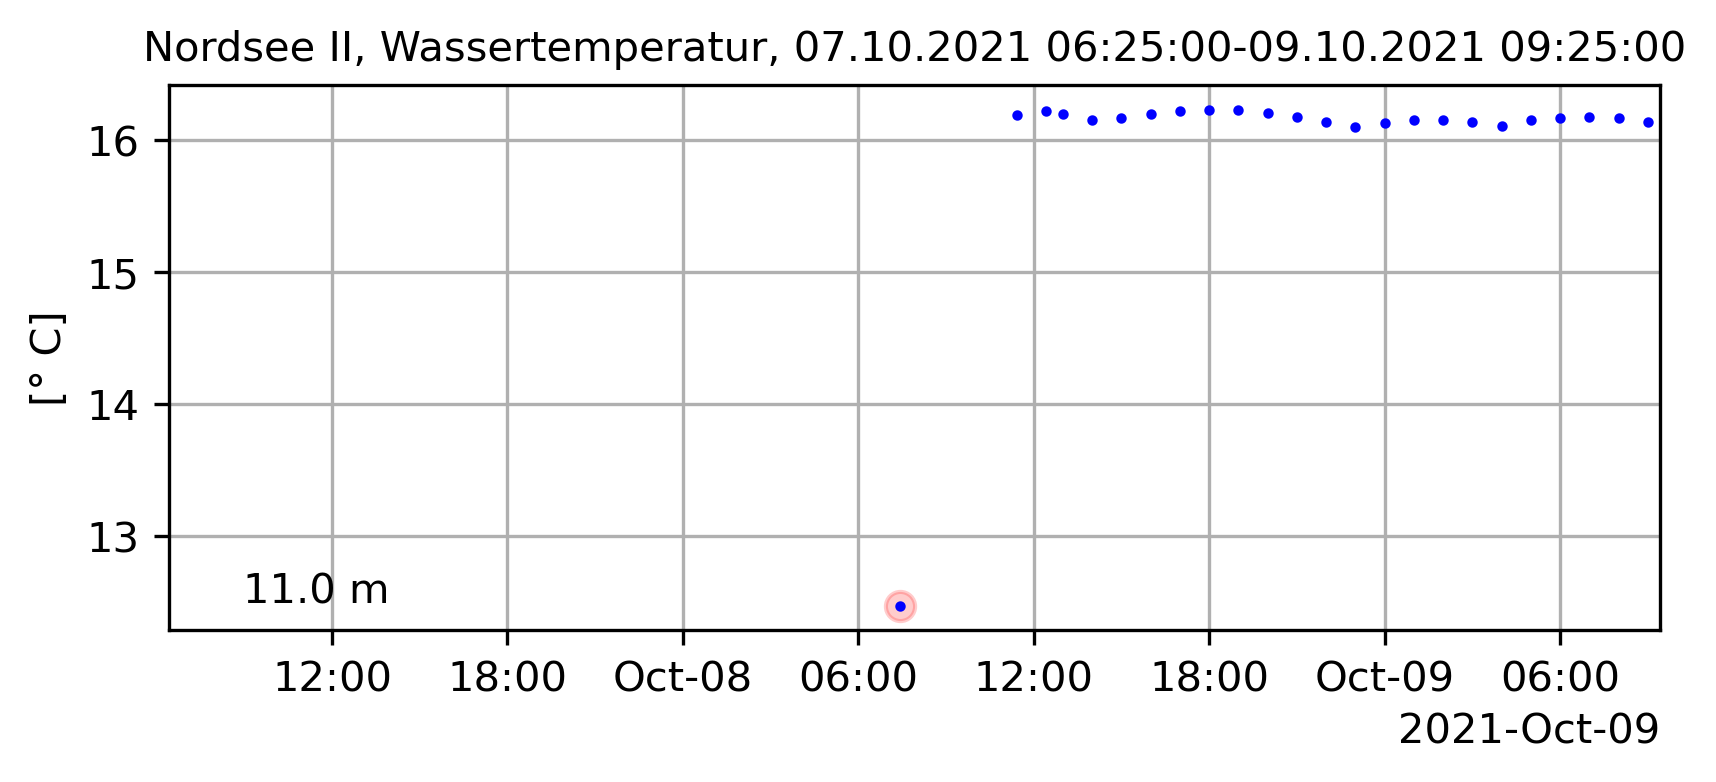 Nordsee II, Wassertemperatur, 07.10.2021 06:25:00-09.10.2021 09:25:00
16
15
14
13
[° C]
11.0 m
12:00 18:00 Oct-08 06:00 12:00 18:00 Oct-09 06:00
2021-Oct-09